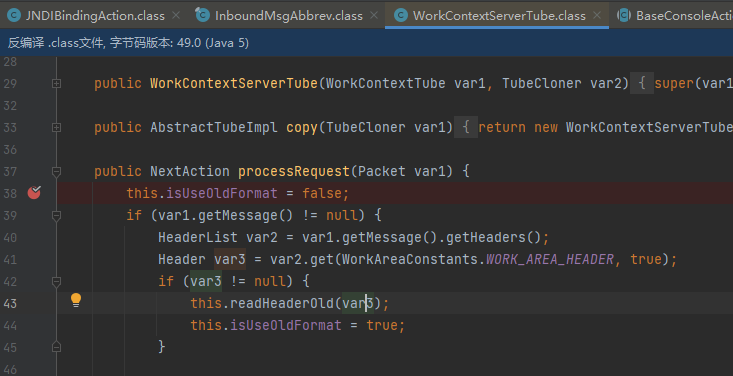 JNDIBindingAction.class InboundMsgAbbrev.class WorkContextServerTube.class BaseConsoleActi
反编译 .class文件, 字节码版本: 49.0 (Java 5)
28
29 public WorkContextServerTube(WorkContextTube var1, TubeCloner var2) { super(var1
33 public AbstractTubeImpl copy(TubeCloner var1) { return new WorkContextServerTube
36
37 public NextAction processRequest(Packet var1) {
38 this.isUseOldFormat = false;
39 if (var1.getMessage() != null) {
40 HeaderList var2 = var1.getMessage().getHeaders();
41 Header var3 = var2.get(WorkAreaConstants.WORK_AREA_HEADER, true);
42 if (var3 != null) {
43 this.readHeaderOld(var3);
44 this.isUseOldFormat = true;
45 }
46